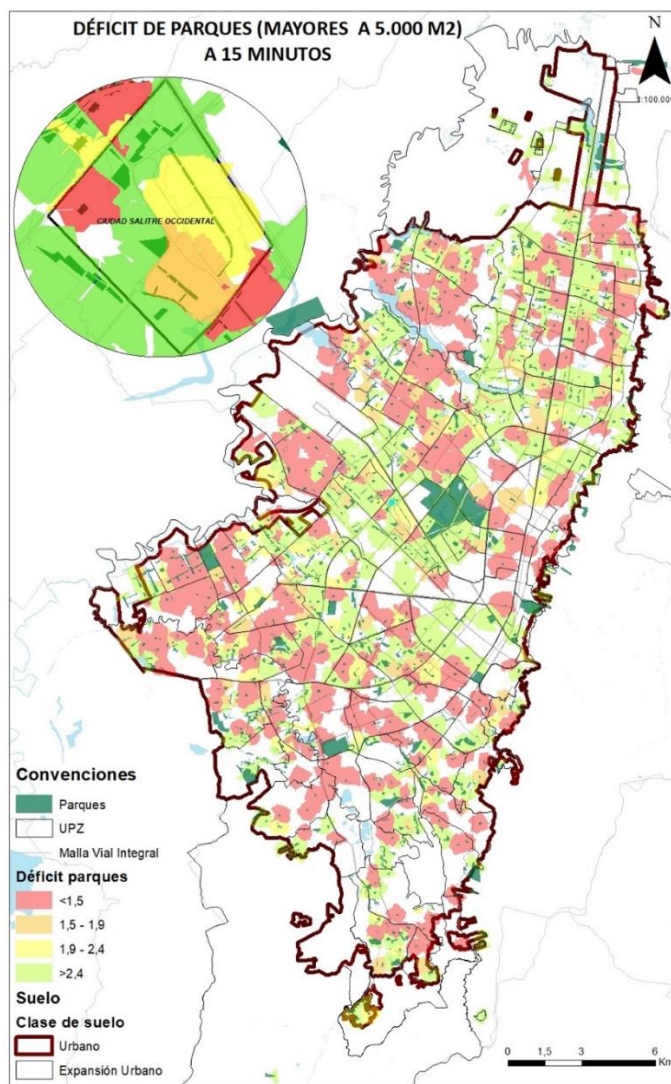 DÉFICIT DE PARQUES (MAYORES A 5.000 M2)
A 15 MINUTOS
N
1:100.00
CIUDAD SALITRE OCCIDENTAL
Convenciones
Parques
UPZ
Malla Vial Integral
Déficit parques
<1,5
1,5 - 1,9
1,9 - 2,4
>2,4
Suelo
Clase de suelo
Urbano
Expansión Urbano
0 1,5 3 6
Km